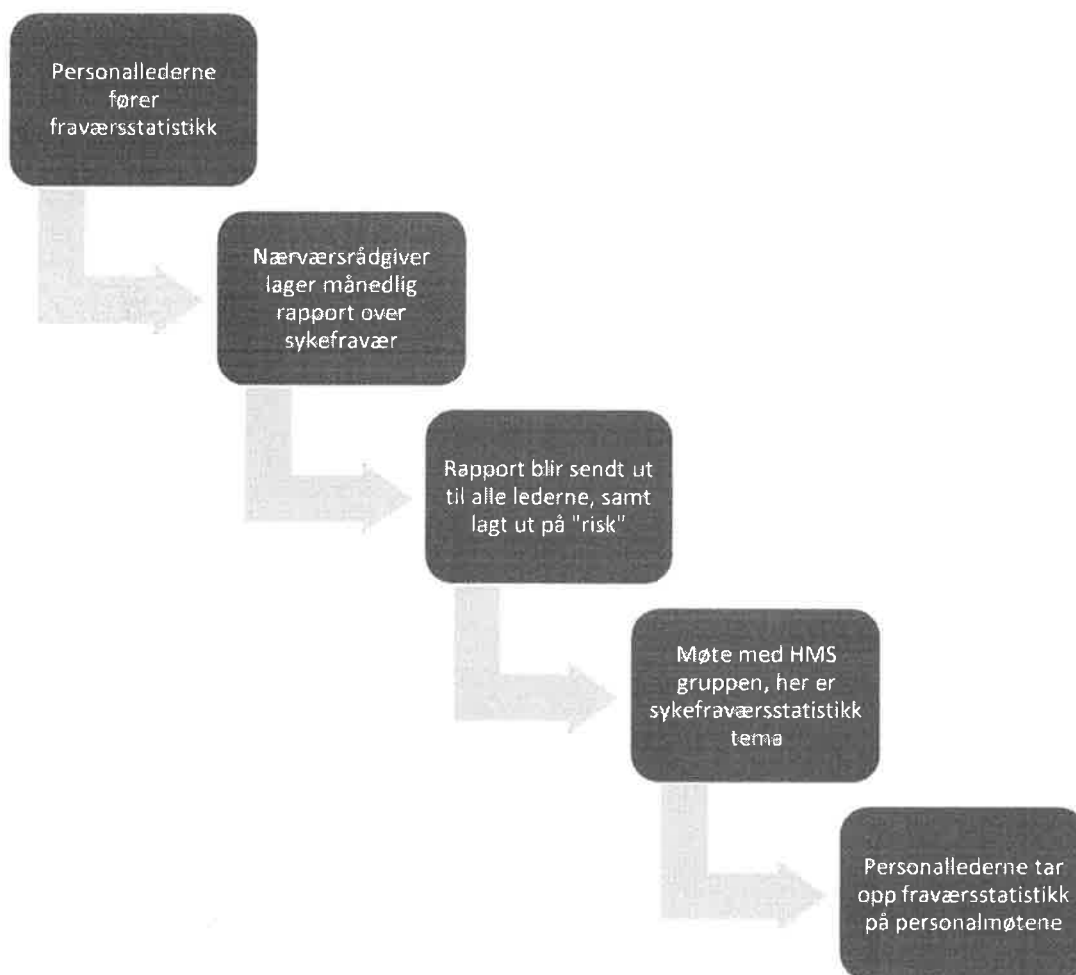 Personallederne
fører
fraværsstatistikk
Nærværsrådgiver
lager månedlig
rapport over
sykefravær
Rapport blir sendt ut
til alle lederne, samt
lagt ut på "risk"
Møte med HMS
gruppen, her er
sykefraværsstatistikk
tema
Personallederne tar
opp fraværsstatistikk
på personalmøtene